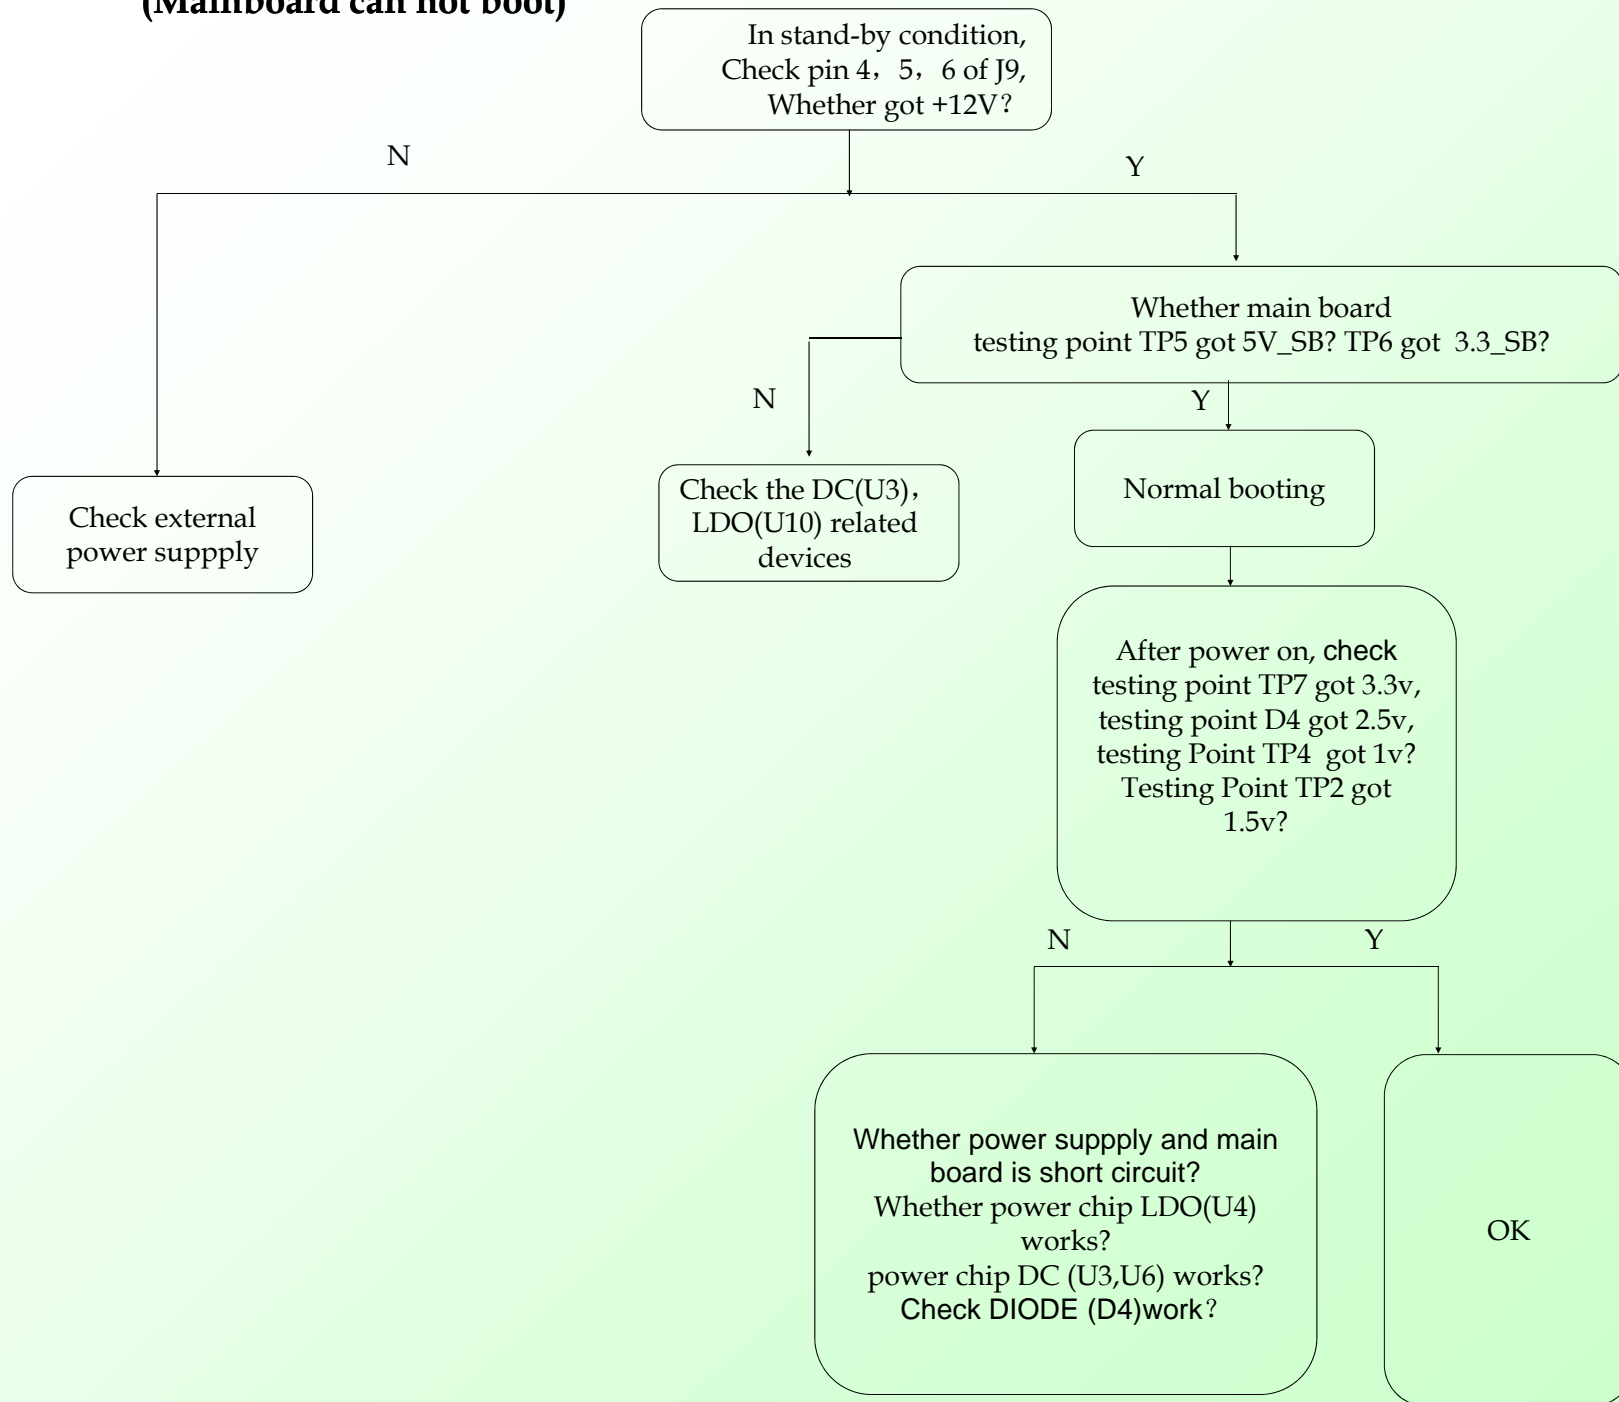 (Mainboard can not boot)
In stand-by condition,
Check pin 4，5，6 of J9,
Whether got +12V？
N
Y
Whether main board
testing point TP5 got 5V_SB? TP6 got 3.3_SB?
N
Y
Check external
power suppply
Check the DC(U3)，
LDO(U10) related
devices
Normal booting
After power on, check
testing point TP7 got 3.3v,
testing point D4 got 2.5v,
testing Point TP4 got 1v?
Testing Point TP2 got
1.5v?
N
Y
Whether power suppply and main
board is short circuit?
Whether power chip LDO(U4)
works?
power chip DC (U3,U6) works?
Check DIODE (D4)work？
OK